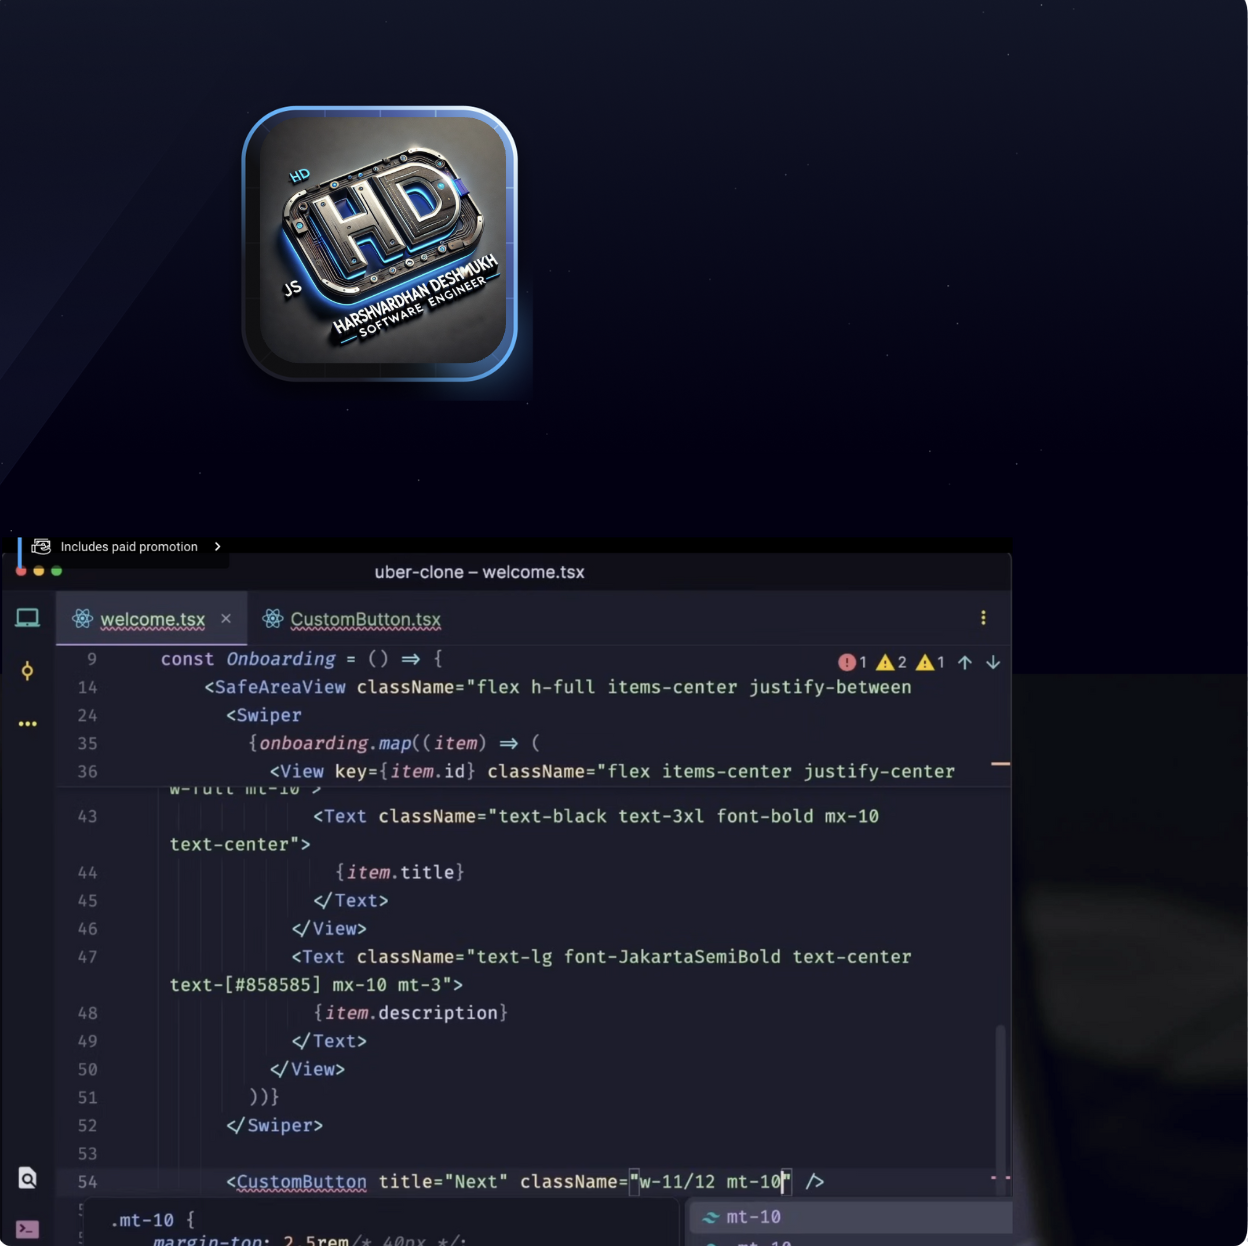 HD
HD
JS
HARSHVARDHAN DESHMUKH
SOFTWARE ENGINEER
Includes paid promotion
uber-clone – welcome.tsx
welcome.tsx × CustomButton.tsx
9 const Onboarding = () => {
1 2 1
14 <SafeAreaView className="flex h-full items-center justify-between
24 <Swiper
35 {onboarding.map((item) => (
36 <View key={item.id} className="flex items-center justify-center
w-full mt-10">
43 <Text className="text-black text-3xl font-bold mx-10
text-center">
44 {item.title}
45 </Text>
46 </View>
47 <Text className="text-lg font-JakartaSemiBold text-center
text-[#858585] mx-10 mt-3">
48 {item.description}
49 </Text>
50 </View>
51 ))}
52 </Swiper>
53
54 <CustomButton title="Next" className="w-11/12 mt-10" />
.mt-10 {
mt-10
margin-top: 2.5rem/* 40px */;